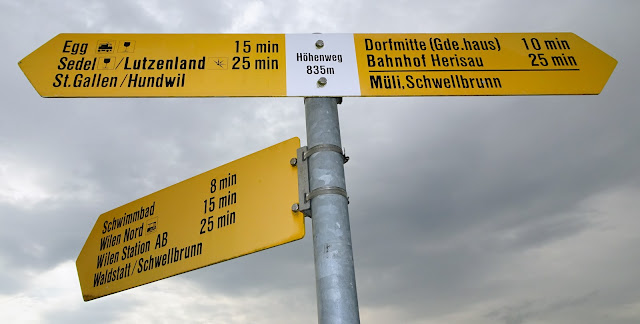 Egg 15 min
Sedel /Lutzenland 25 min
St.Gallen/Hundwil
Höhenweg
835m
Dorfmitte (Gde.haus) 10 min
Bahnhof Herisau 25 min
Müli, Schwellbrunn
Schwimmbad 8 min
Wilen Nord 15 min
Wilen Station AB 25 min
Waldstatt/Schwellbrunn